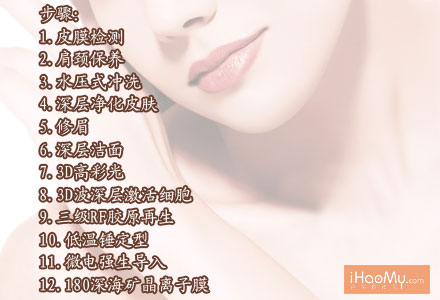 步骤:
1. 皮膜检测
2. 肩颈保养
3. 水压式冲洗
4. 深层净化皮肤
5. 修眉
6. 深层洁面
7. 3D高彩光
8. 3D波深层激活细胞
9. 三级RF胶原再生
10. 低温锤定型
11. 微电强生导入
12. 180深海矿晶离子膜
iHaoMu.com